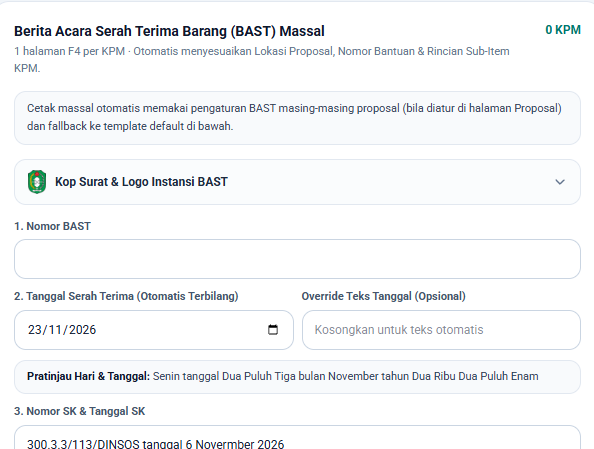 Berita Acara Serah Terima Barang (BAST) Massal
0 KPM
1 halaman F4 per KPM · Otomatis menyesuaikan Lokasi Proposal, Nomor Bantuan & Rincian Sub-Item
KPM.
Cetak massal otomatis memakai pengaturan BAST masing-masing proposal (bila diatur di halaman Proposal)
dan fallback ke template default di bawah.
Kop Surat & Logo Instansi BAST
1. Nomor BAST
2. Tanggal Serah Terima (Otomatis Terbilang)
Override Teks Tanggal (Opsional)
23/11/2026
Kosongkan untuk teks otomatis
Pratinjau Hari & Tanggal: Senin tanggal Dua Puluh Tiga bulan November tahun Dua Ribu Dua Puluh Enam
3. Nomor SK & Tanggal SK
300.3.3/113/DINSOS tanggal 6 Novermber 2026